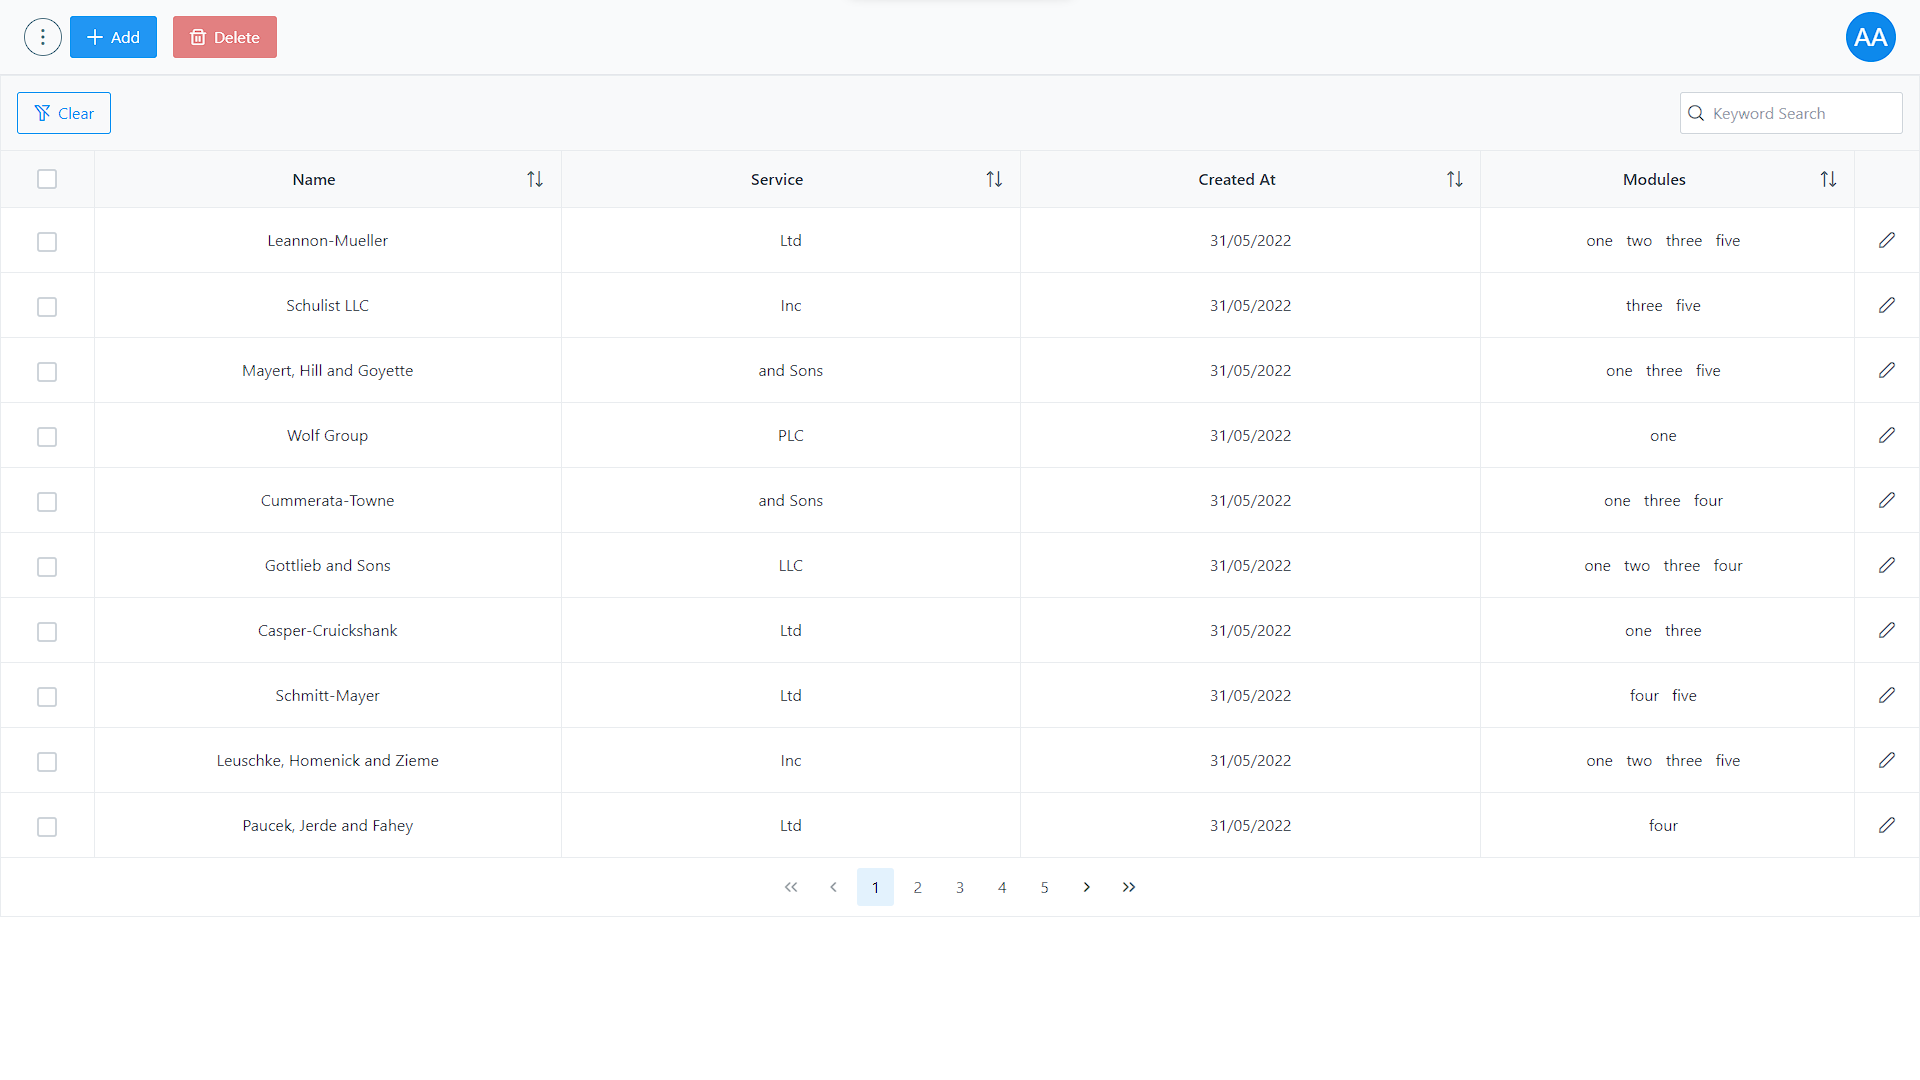 Add Delete AA
Clear Keyword Search
Name Service Created At Modules
Leannon-Mueller Ltd 31/05/2022 one two three five
Schulist LLC Inc 31/05/2022 three five
Mayert, Hill and Goyette and Sons 31/05/2022 one three five
Wolf Group PLC 31/05/2022 one
Cummerata-Towne and Sons 31/05/2022 one three four
Gottlieb and Sons LLC 31/05/2022 one two three four
Casper-Cruickshank Ltd 31/05/2022 one three
Schmitt-Mayer Ltd 31/05/2022 four five
Leuschke, Homenick and Zieme Inc 31/05/2022 one two three five
Paucek, Jerde and Fahey Ltd 31/05/2022 four
1 2 3 4 5